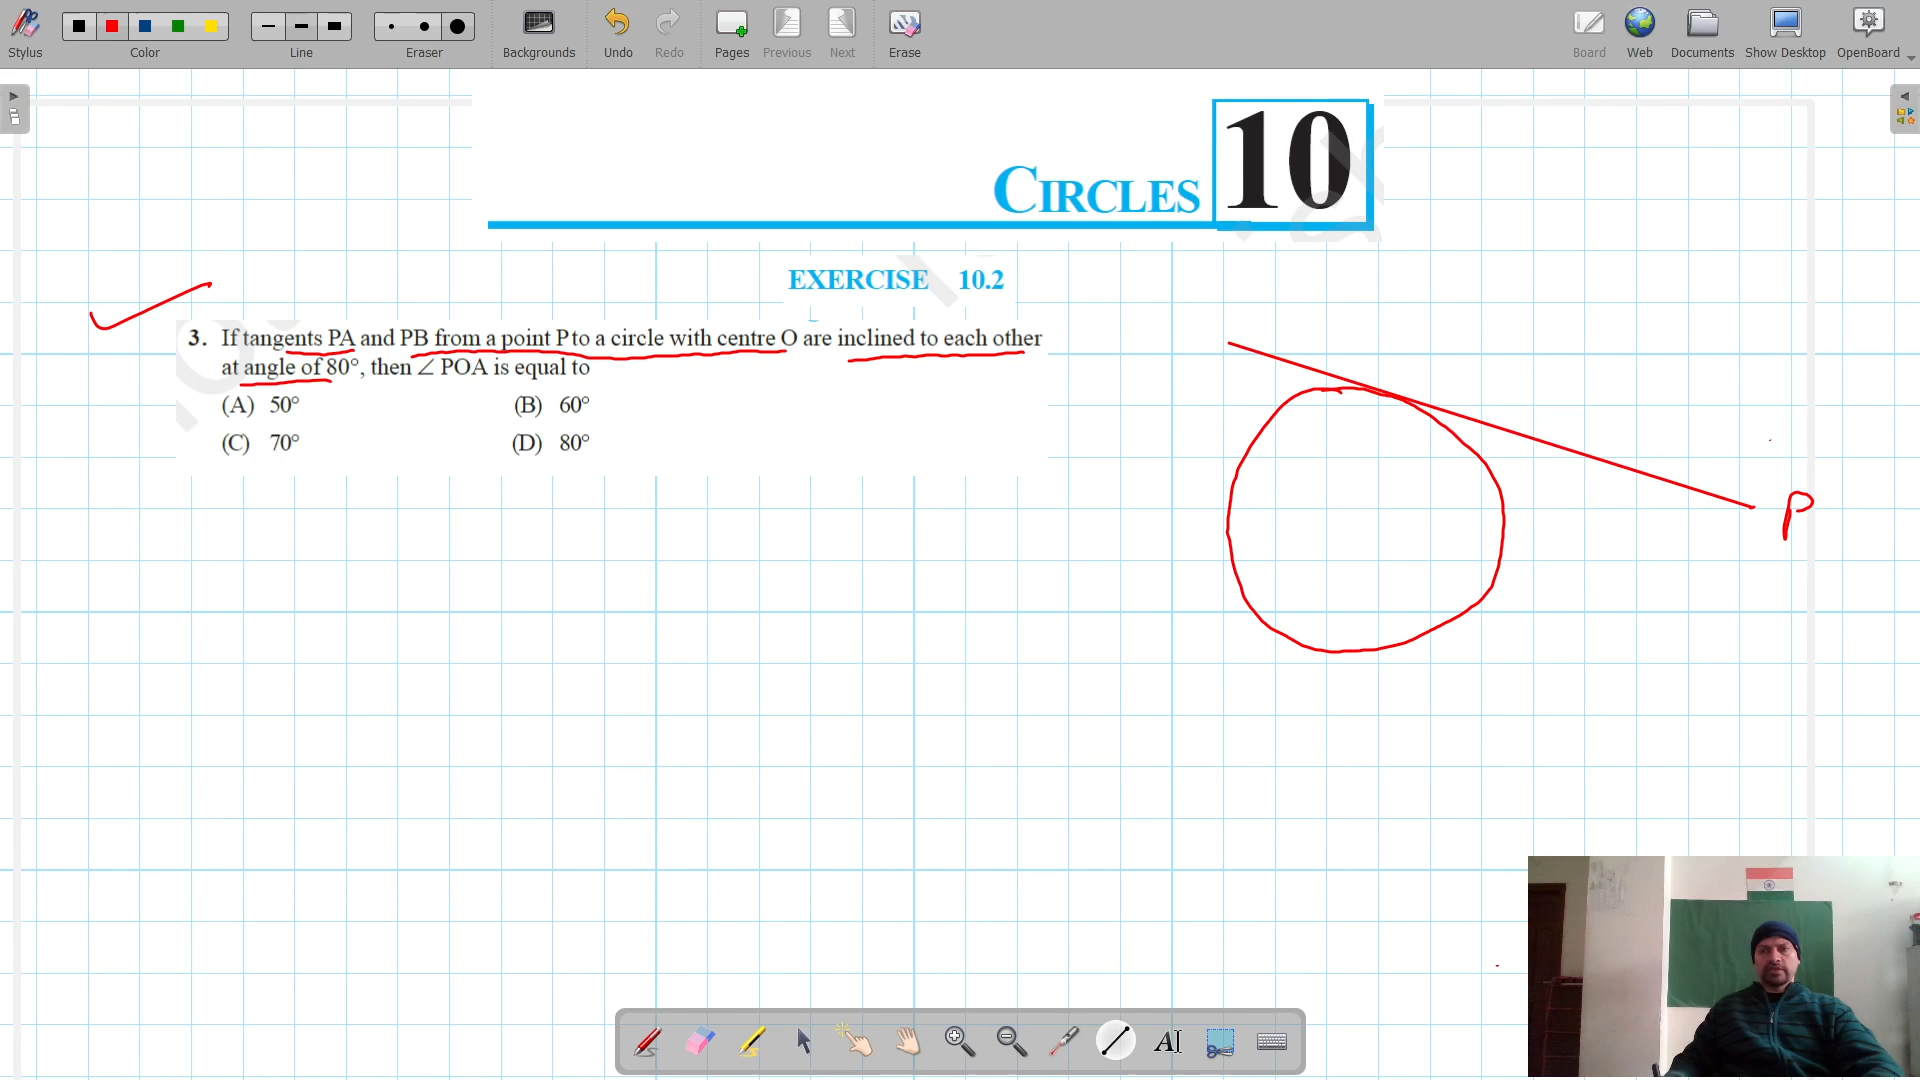 Stylus
Color
Line
Eraser
Backgrounds
Undo
Redo
Pages
Previous
Next
Erase
Board
Web
Documents
Show Desktop
OpenBoard
CIRCLES 10
EXERCISE 10.2
3. If tangents PA and PB from a point P to a circle with centre O are inclined to each other
at angle of 80°, then ∠ POA is equal to
(A) 50° (B) 60°
(C) 70° (D) 80°
P